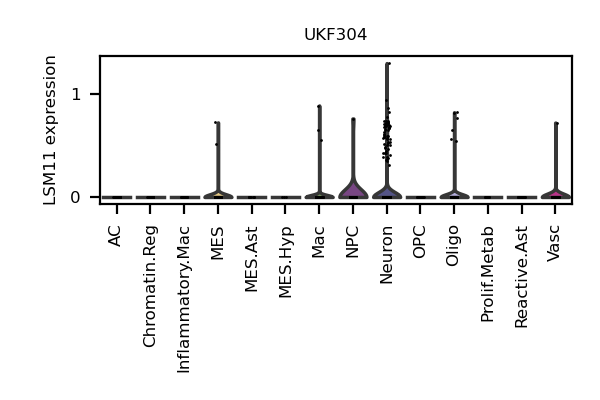 UKF304
LSM11 expression
1
0
AC
Chromatin.Reg
Inflammatory.Mac
MES
MES.Ast
MES.Hyp
Mac
NPC
Neuron
OPC
Oligo
Prolif.Metab
Reactive.Ast
Vasc